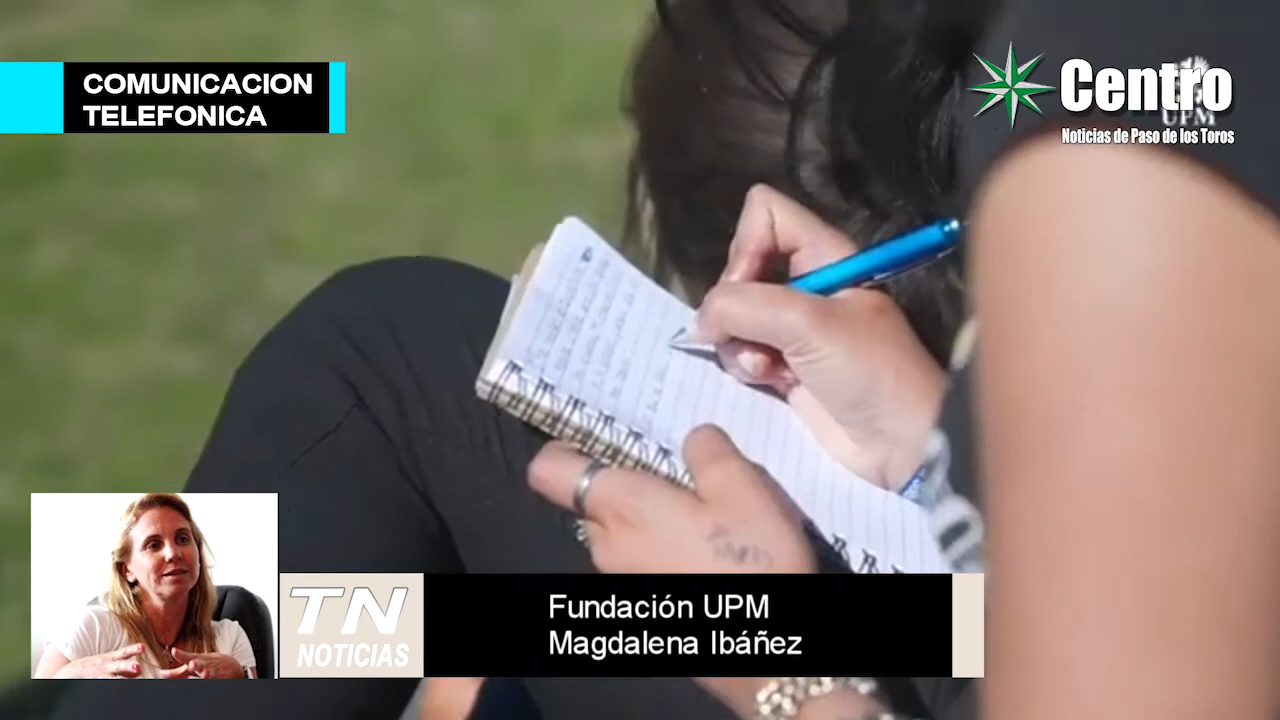 COMUNICACION
TELEFONICA
Centro
UPM
Noticias de Paso de los Toros
TN
NOTICIAS
Fundación UPM
Magdalena Ibáñez